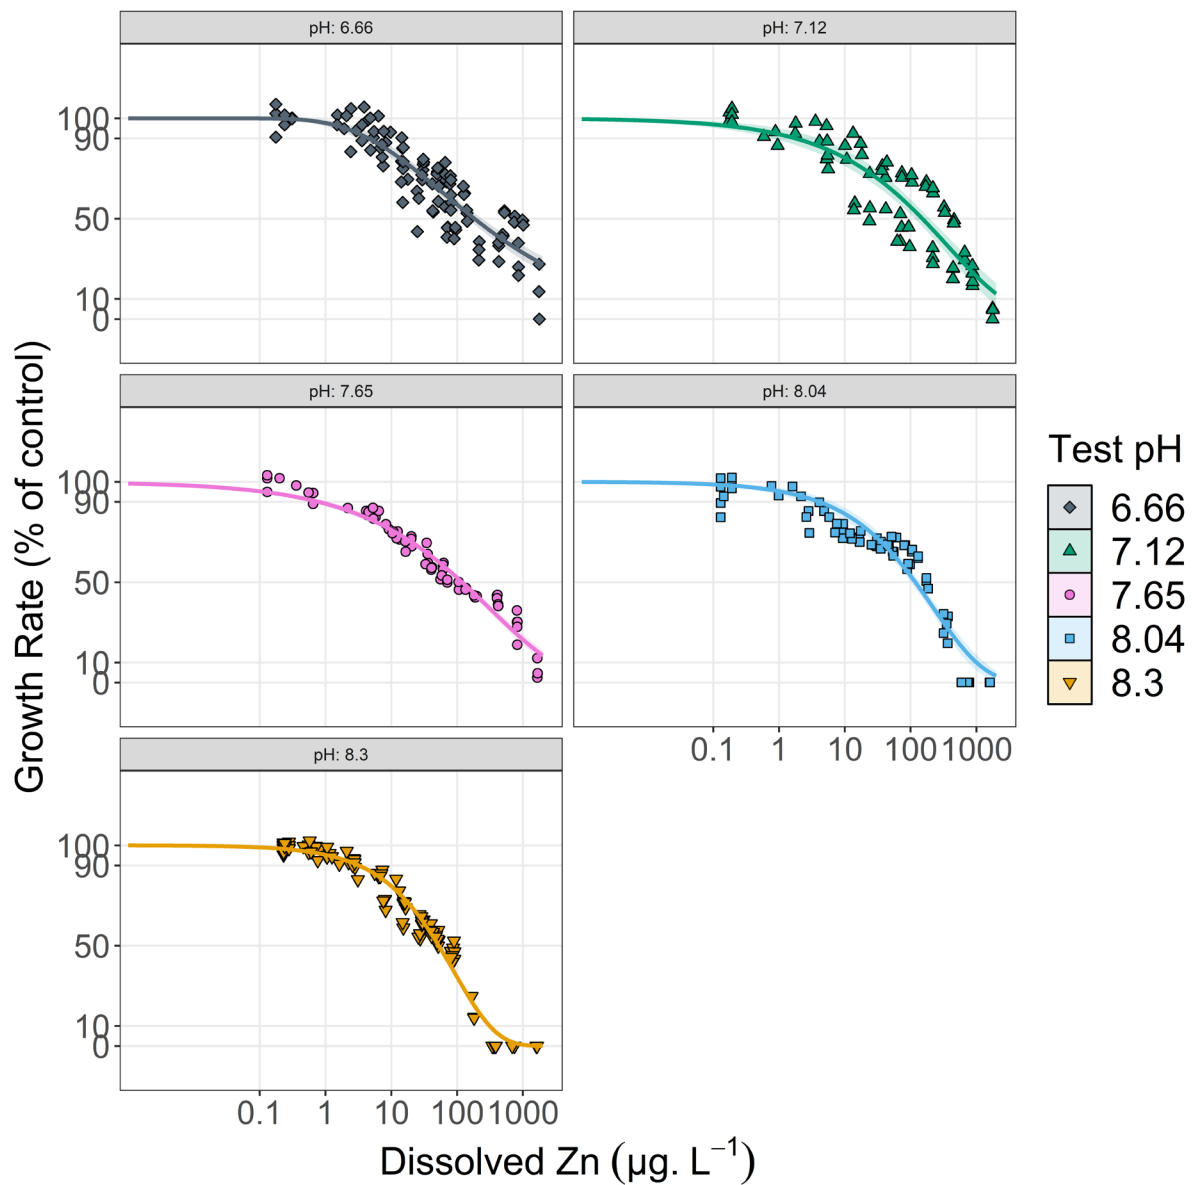 pH: 6.66
pH: 7.12
100
90
50
10
0
pH: 7.65
pH: 8.04
100
90
50
10
0
0.1 1 10 100 1000
pH: 8.3
100
90
50
10
0
0.1 1 10 100 1000
Growth Rate (% of control)
Dissolved Zn (µg. L⁻¹)
Test pH
6.66
7.12
7.65
8.04
8.3